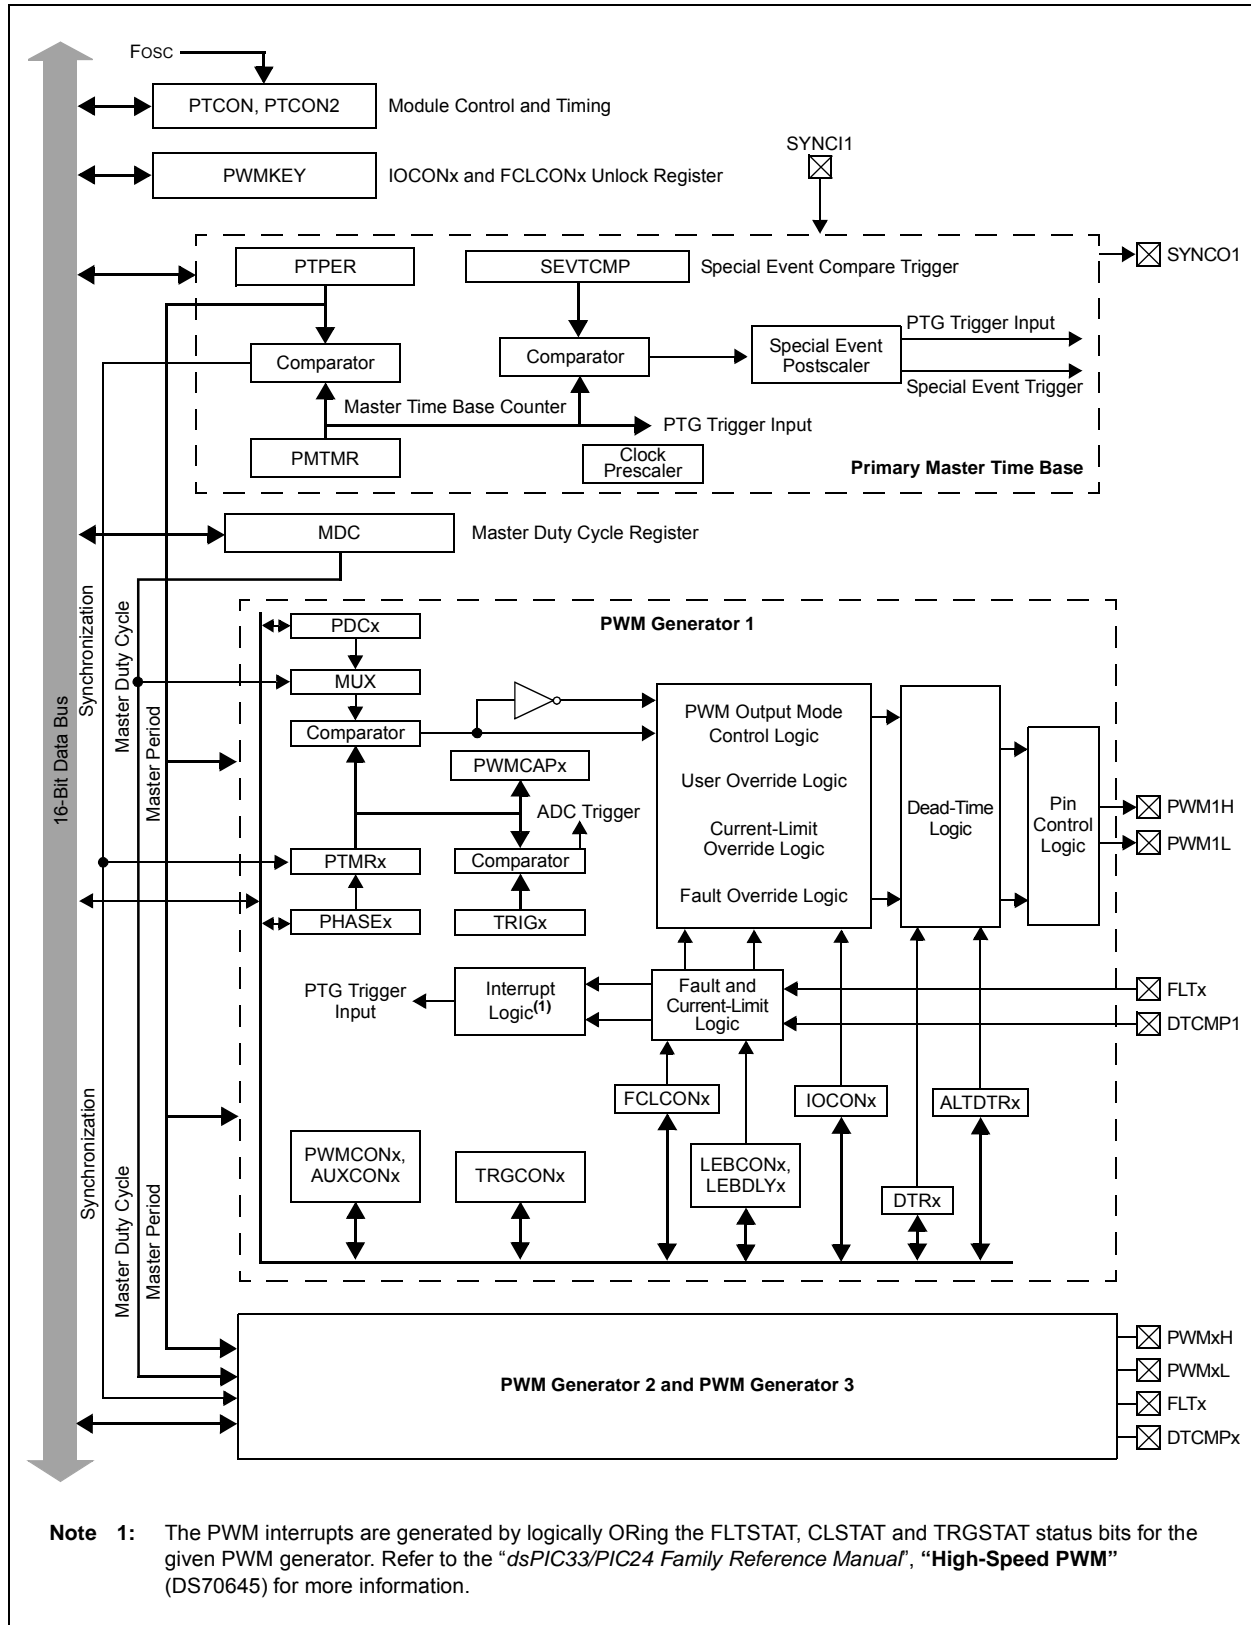 Fosc
PTCON, PTCON2
Module Control and Timing
SYNCI1
PWMKEY
IOCONx and FCLCONx Unlock Register
PTPER
SEVTCMP
Special Event Compare Trigger
SYNCO1
PTG Trigger Input
Comparator
Comparator
Special Event
Postscaler
Special Event Trigger
Master Time Base Counter
PTG Trigger Input
PMTMR
Clock
Prescaler
Primary Master Time Base
MDC
Master Duty Cycle Register
16-Bit Data Bus
Synchronization
Master Duty Cycle
Master Period
PWM Generator 1
PDCx
MUX
Comparator
PWMCAPx
ADC Trigger
PTMRx
Comparator
PHASEx
TRIGx
PWM Output Mode
Control Logic
User Override Logic
Current-Limit
Override Logic
Fault Override Logic
Dead-Time
Logic
Pin
Control
Logic
PWM1H
PWM1L
PTG Trigger
Input
Interrupt
Logic(1)
Fault and
Current-Limit
Logic
FLTx
DTCMP1
FCLCONx
IOCONx
ALTDTRx
PWMCONx,
AUXCONx
TRGCONx
LEBCONx,
LEBDLYx
DTRx
Synchronization
Master Duty Cycle
Master Period
PWM Generator 2 and PWM Generator 3
PWMxH
PWMxL
FLTx
DTCMPx
Note 1: The PWM interrupts are generated by logically ORing the FLTSTAT, CLSTAT and TRGSTAT status bits for the
given PWM generator. Refer to the “dsPIC33/PIC24 Family Reference Manual”, “High-Speed PWM”
(DS70645) for more information.